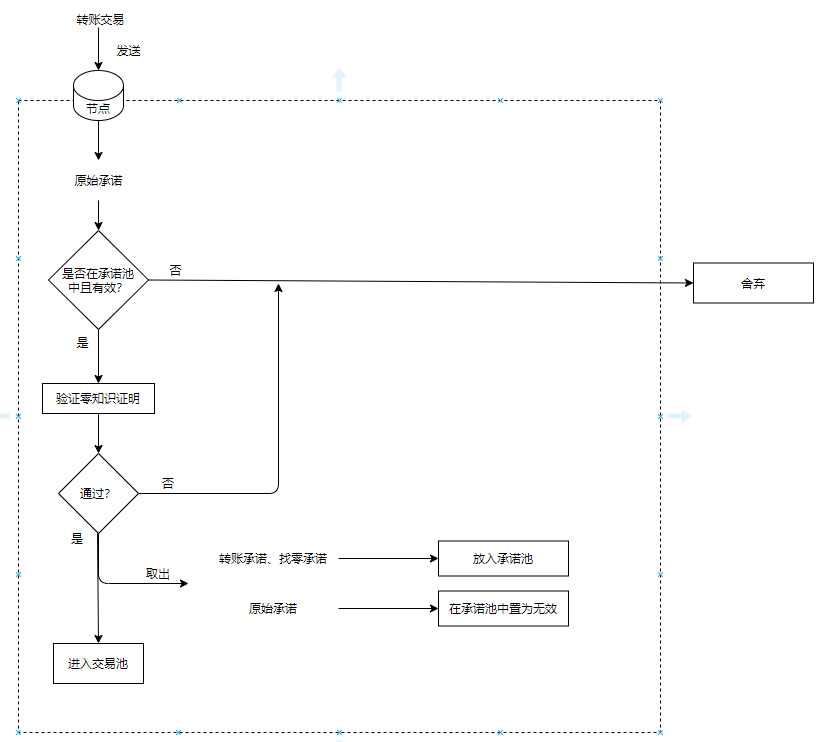 转账交易
发送
节点
原始承诺
是否在承诺池
中且有效?
否
舍弃
是
验证零知识证明
通过?
否
是
取出
转账承诺、找零承诺
放入承诺池
原始承诺
在承诺池中置为无效
进入交易池